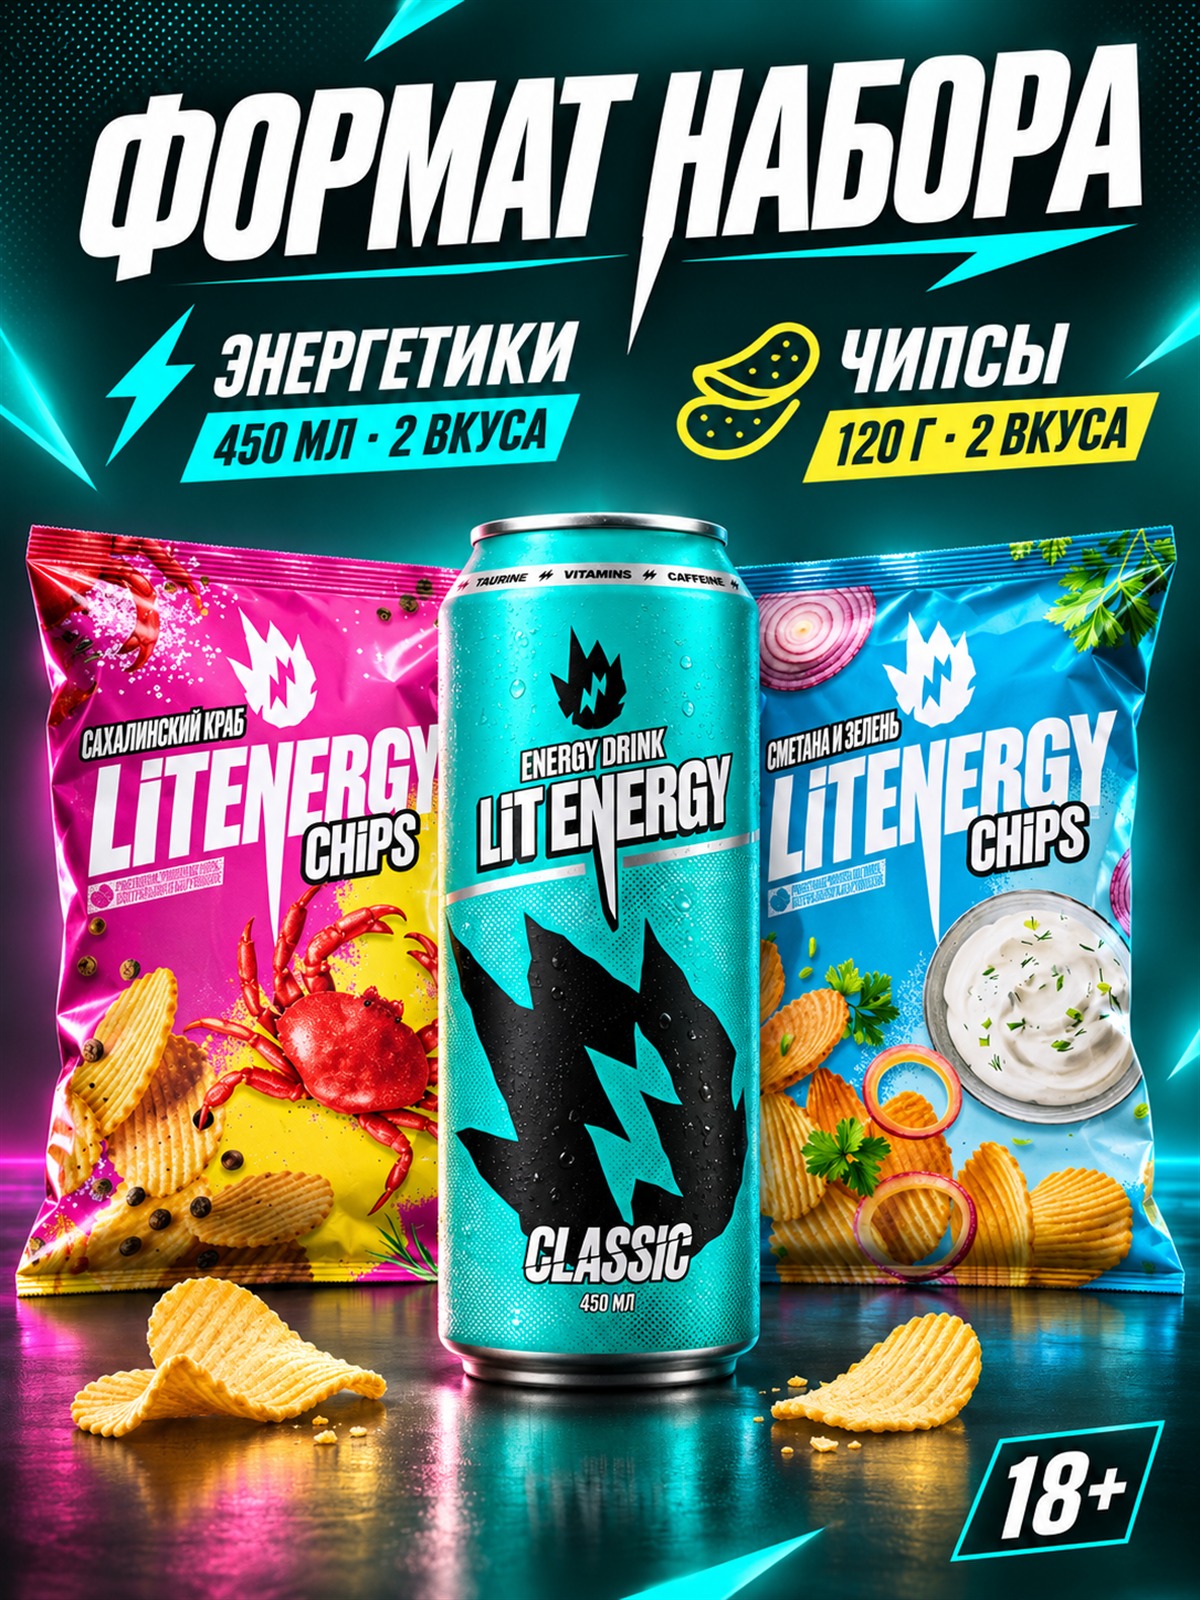 ФОРМАТ НАБОРА
ЭНЕРГЕТИКИ
450 МЛ · 2 ВКУСА
ЧИПСЫ
120 Г · 2 ВКУСА
САХАЛИНСКИЙ КРАБ
LiTENERGY
CHiPS
TAURINE VITAMINS CAFFEINE
ENERGY DRINK
LiT ENERGY
CLASSIC
450 МЛ
СМЕТАНА И ЗЕЛЕНЬ
LiTENERGY
CHiPS
18+